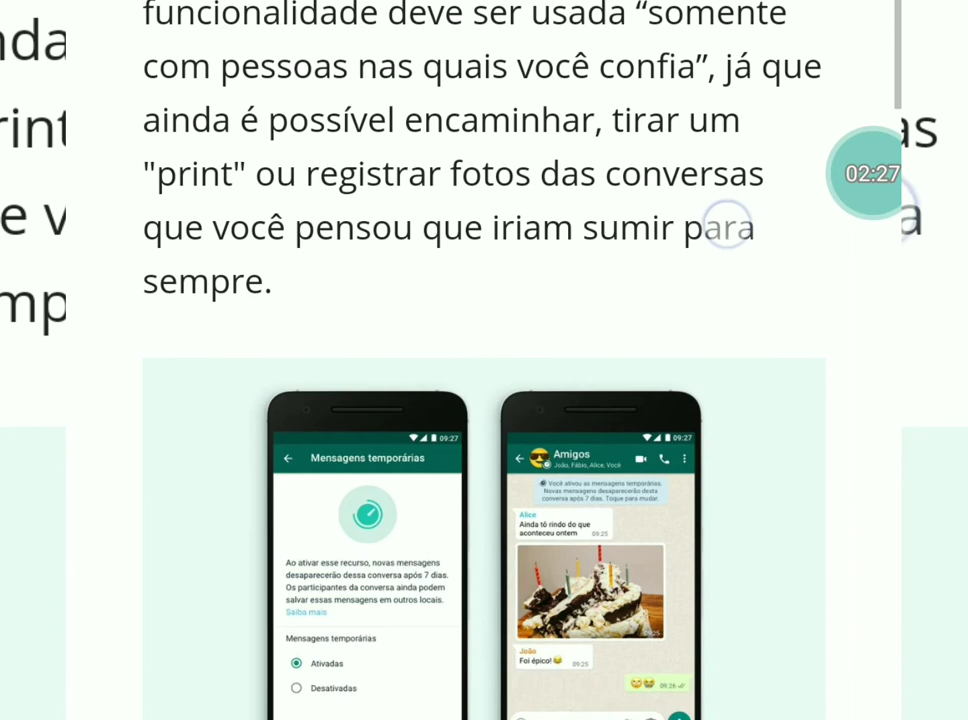 funcionalidade deve ser usada “somente
com pessoas nas quais você confia”, já que
ainda é possível encaminhar, tirar um
"print" ou registrar fotos das conversas
que você pensou que iriam sumir para
sempre.
02:27
09:27
Mensagens temporárias
Ao ativar esse recurso, novas mensagens
desaparecerão dessa conversa após 7 dias.
Os participantes da conversa ainda podem
salvar essas mensagens em outros locais.
Saiba mais
Mensagens temporárias
Ativadas
Desativadas
09:27
Amigos
João, Fábio, Alice, Você
Você ativou as mensagens temporárias.
Novas mensagens desaparecerão desta
conversa após 7 dias. Toque para mudar.
Alice
Ainda tô rindo do que
aconteceu ontem 09:25
09:25
João
Foi épico! 😂 09:25
09:26